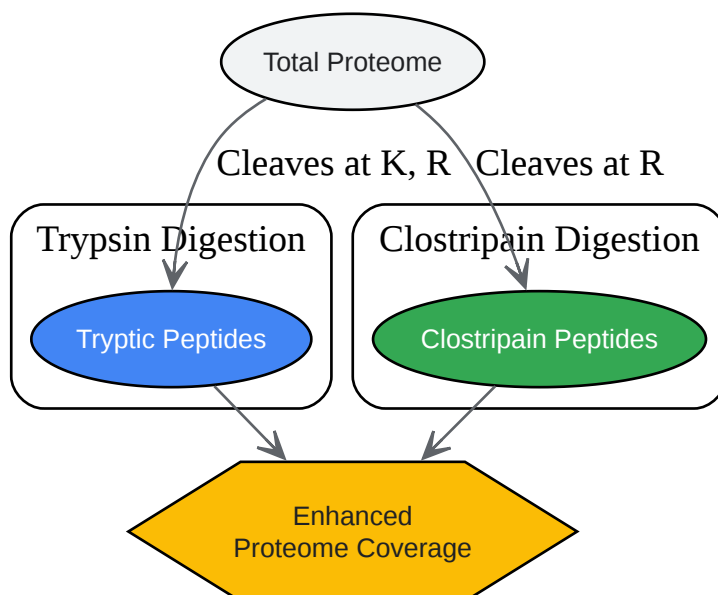 Total Proteome
Cleaves at K, R
Cleaves at R
Trypsin Digestion
Clostripain Digestion
Tryptic Peptides
Clostripain Peptides
Enhanced
Proteome Coverage